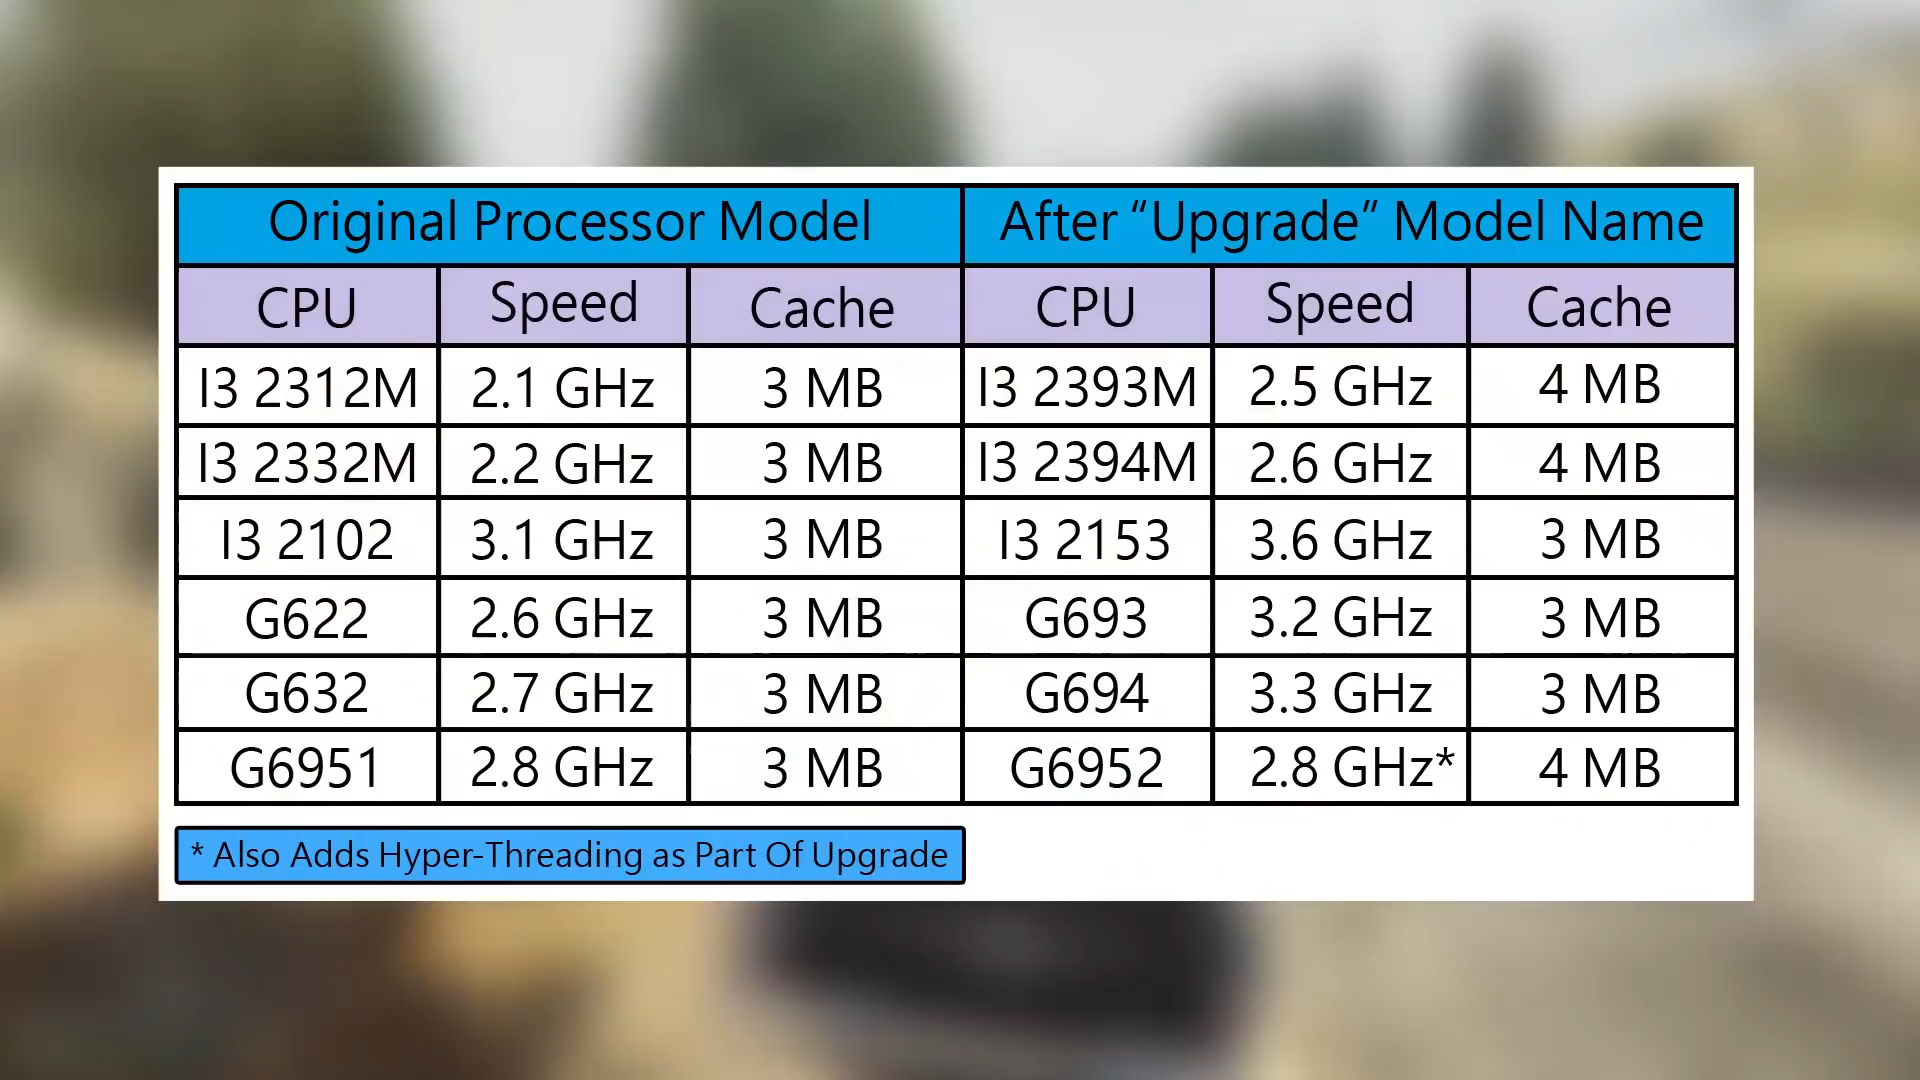 Original Processor Model After “Upgrade” Model Name
CPU Speed Cache CPU Speed Cache
I3 2312M 2.1 GHz 3 MB I3 2393M 2.5 GHz 4 MB
I3 2332M 2.2 GHz 3 MB I3 2394M 2.6 GHz 4 MB
I3 2102 3.1 GHz 3 MB I3 2153 3.6 GHz 3 MB
G622 2.6 GHz 3 MB G693 3.2 GHz 3 MB
G632 2.7 GHz 3 MB G694 3.3 GHz 3 MB
G6951 2.8 GHz 3 MB G6952 2.8 GHz* 4 MB
* Also Adds Hyper-Threading as Part Of Upgrade